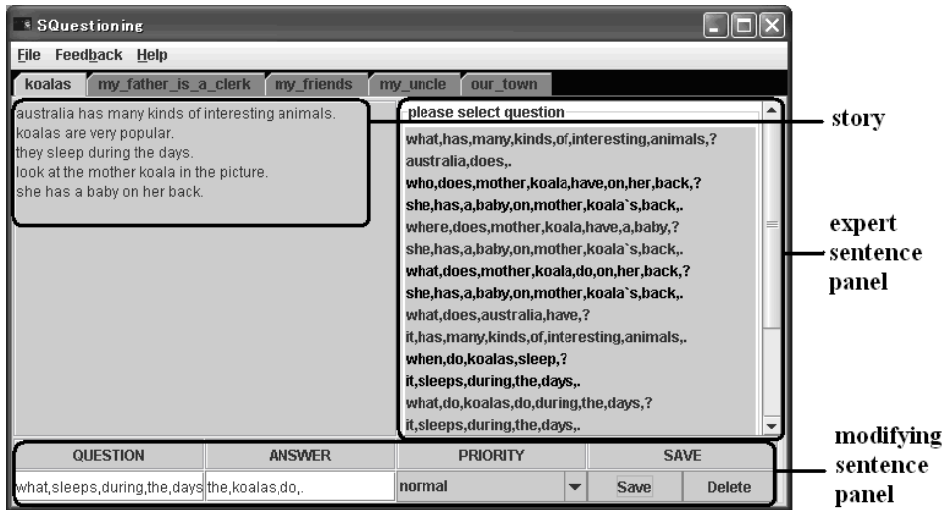 SQuestioning
File Feedback Help
koalas my_father_is_a_clerk my_friends my_uncle our_town
australia has many kinds of interesting animals.
koalas are very popular.
they sleep during the days.
look at the mother koala in the picture.
she has a baby on her back.
please select question
what,has,many,kinds,of,interesting,animals,?
australia,does,.
who,does,mother,koala,have,on,her,back,?
she,has,a,baby,on,mother,koala`s,back,.
where,does,mother,koala,have,a,baby,?
she,has,a,baby,on,mother,koala`s,back,.
what,does,mother,koala,do,on,her,back,?
she,has,a,baby,on,mother,koala`s,back,.
what,does,australia,have,?
it,has,many,kinds,of,interesting,animals,.
when,do,koalas,sleep,?
it,sleeps,during,the,days,.
what,do,koalas,do,during,the,days,?
it,sleeps,during,the,days,.
story
expert
sentence
panel
QUESTION ANSWER PRIORITY SAVE
what,sleeps,during,the,days the,koalas,do,. normal Save Delete
modifying
sentence
panel